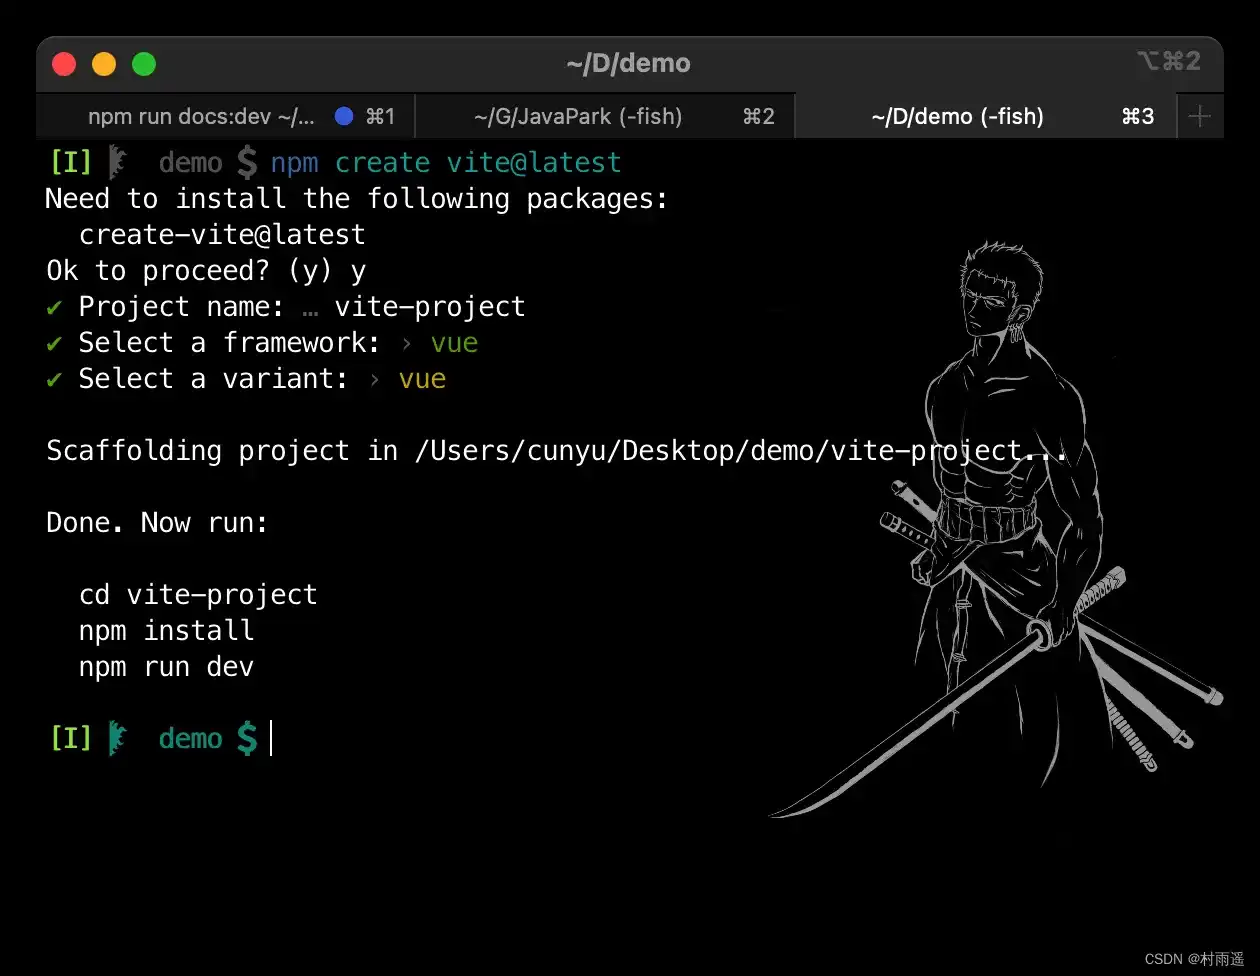 ~/D/demo
⌥⌘2
npm run docs:dev ~/... ⌘1
~/G/JavaPark (-fish) ⌘2
~/D/demo (-fish) ⌘3
[I] demo $ npm create vite@latest
Need to install the following packages:
create-vite@latest
Ok to proceed? (y) y
✔ Project name: … vite-project
✔ Select a framework: › vue
✔ Select a variant: › vue
Scaffolding project in /Users/cunyu/Desktop/demo/vite-project...
Done. Now run:
cd vite-project
npm install
npm run dev
[I] demo $
CSDN @村雨遥